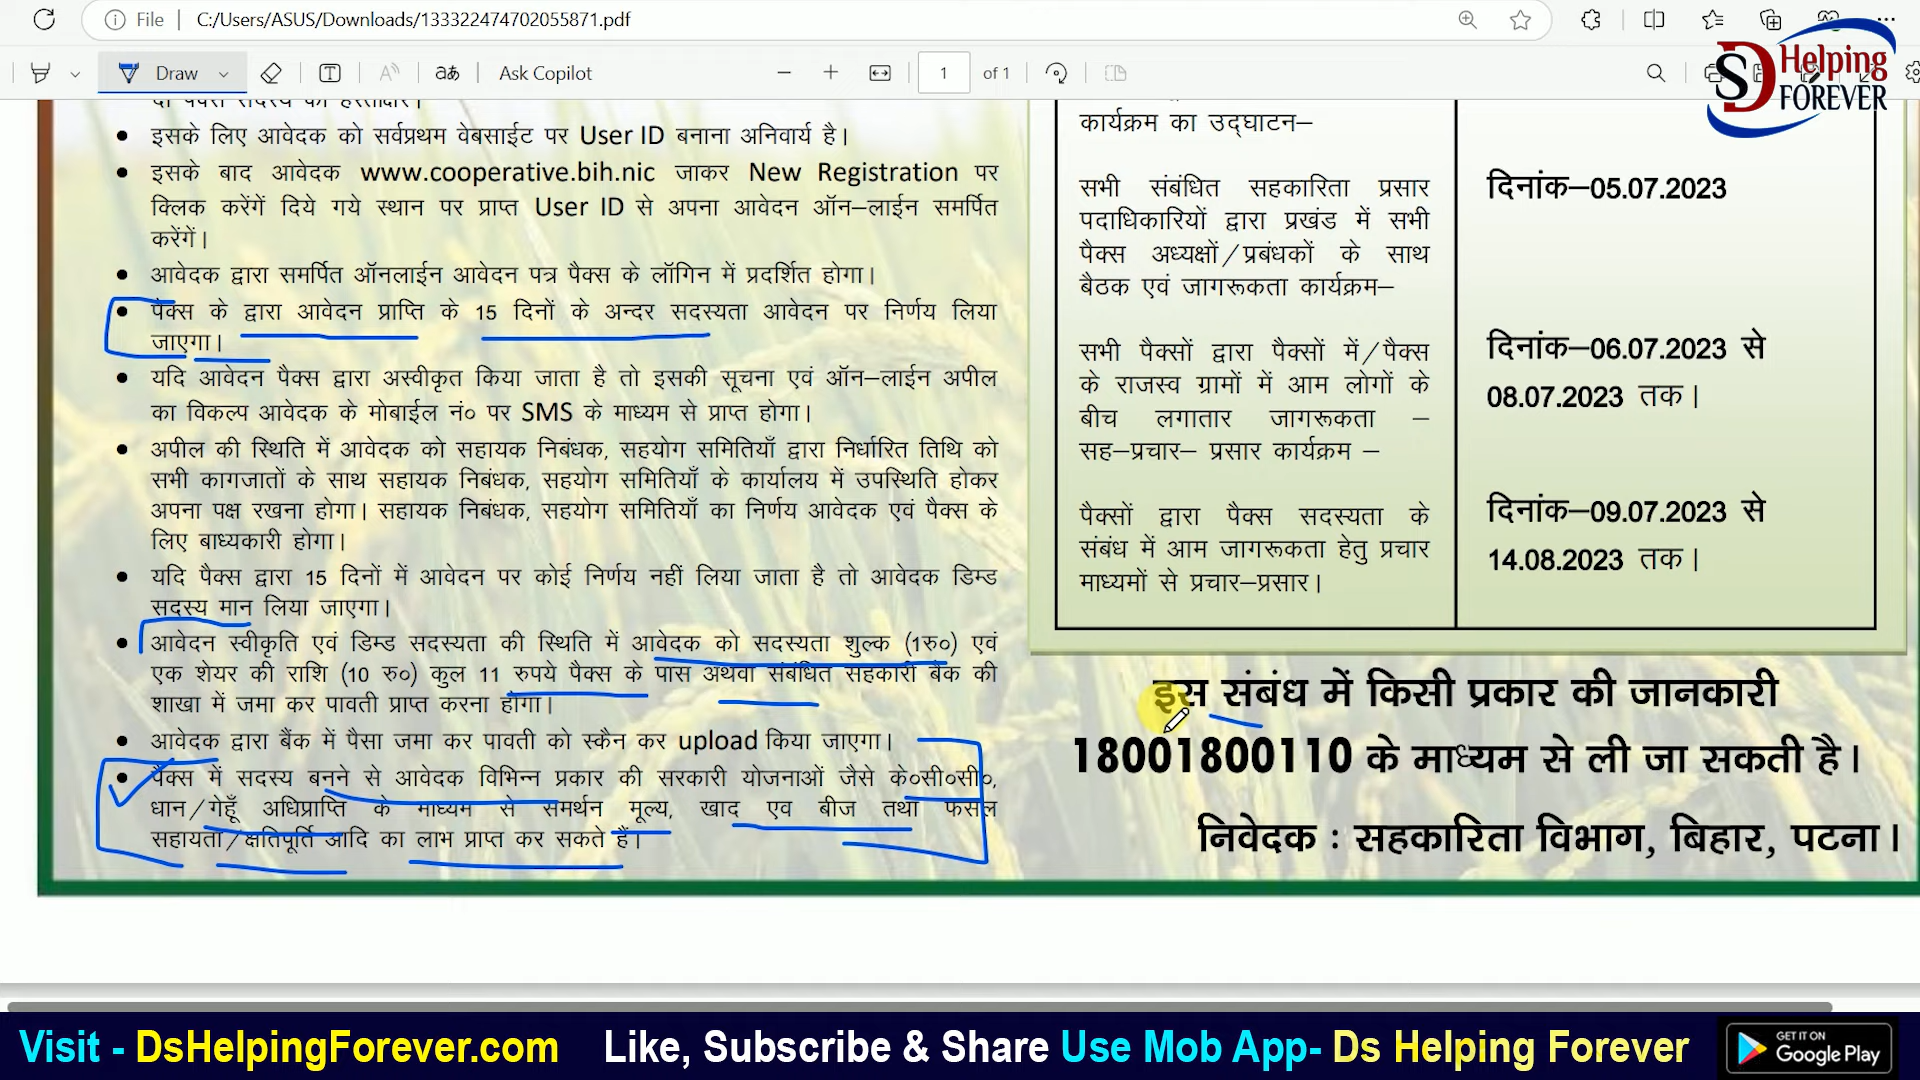 File C:/Users/ASUS/Downloads/133322474702055871.pdf
Draw Ask Copilot 1 of 1
SD Helping
FOREVER
इसके लिए आवेदक को सर्वप्रथम वेबसाईट पर User ID बनाना अनिवार्य है।
इसके बाद आवेदक www.cooperative.bih.nic जाकर New Registration पर
क्लिक करेंगें दिये गये स्थान पर प्राप्त User ID से अपना आवेदन ऑन–लाईन समर्पित
करेंगें।
आवेदक द्वारा समर्पित ऑनलाईन आवेदन पत्र पैक्स के लॉगिन में प्रदर्शित होगा।
पैक्स के द्वारा आवेदन प्राप्ति के 15 दिनों के अन्दर सदस्यता आवेदन पर निर्णय लिया
जाएगा।
यदि आवेदन पैक्स द्वारा अस्वीकृत किया जाता है तो इसकी सूचना एवं ऑन–लाईन अपील
का विकल्प आवेदक के मोबाईल नं० पर SMS के माध्यम से प्राप्त होगा।
अपील की स्थिति में आवेदक को सहायक निबंधक, सहयोग समितियाँ द्वारा निर्धारित तिथि को
सभी कागजातों के साथ सहायक निबंधक, सहयोग समितियाँ के कार्यालय में उपस्थिति होकर
अपना पक्ष रखना होगा। सहायक निबंधक, सहयोग समितियाँ का निर्णय आवेदक एवं पैक्स के
लिए बाध्यकारी होगा।
यदि पैक्स द्वारा 15 दिनों में आवेदन पर कोई निर्णय नहीं लिया जाता है तो आवेदक डिम्ड
सदस्य मान लिया जाएगा।
आवेदन स्वीकृति एवं डिम्ड सदस्यता की स्थिति में आवेदक को सदस्यता शुल्क (1रु०) एवं
एक शेयर की राशि (10 रु०) कुल 11 रुपये पैक्स के पास अथवा संबंधित सहकारी बैंक की
शाखा में जमा कर पावती प्राप्त करना होगा।
आवेदक द्वारा बैंक में पैसा जमा कर पावती को स्कैन कर upload किया जाएगा।
पैक्स में सदस्य बनने से आवेदक विभिन्न प्रकार की सरकारी योजनाओं जैसे के०सी०सी०,
धान/गेहूँ अधिप्राप्ति के माध्यम से समर्थन मूल्य, खाद एव बीज तथा फसल
सहायता/क्षतिपूर्ति आदि का लाभ प्राप्त कर सकते हैं।
कार्यक्रम का उद्घाटन–
सभी संबंधित सहकारिता प्रसार
पदाधिकारियों द्वारा प्रखंड में सभी
पैक्स अध्यक्षों/प्रबंधकों के साथ
बैठक एवं जागरूकता कार्यक्रम–
दिनांक–05.07.2023
सभी पैक्सों द्वारा पैक्सों में/पैक्स
के राजस्व ग्रामों में आम लोगों के
बीच लगातार जागरूकता –
सह–प्रचार– प्रसार कार्यक्रम –
दिनांक–06.07.2023 से
08.07.2023 तक।
पैक्सों द्वारा पैक्स सदस्यता के
संबंध में आम जागरूकता हेतु प्रचार
माध्यमों से प्रचार–प्रसार।
दिनांक–09.07.2023 से
14.08.2023 तक।
इस संबंध में किसी प्रकार की जानकारी
18001800110 के माध्यम से ली जा सकती है।
निवेदक : सहकारिता विभाग, बिहार, पटना।
Visit - DsHelpingForever.com Like, Subscribe & Share Use Mob App- Ds Helping Forever
GET IT ON
Google Play